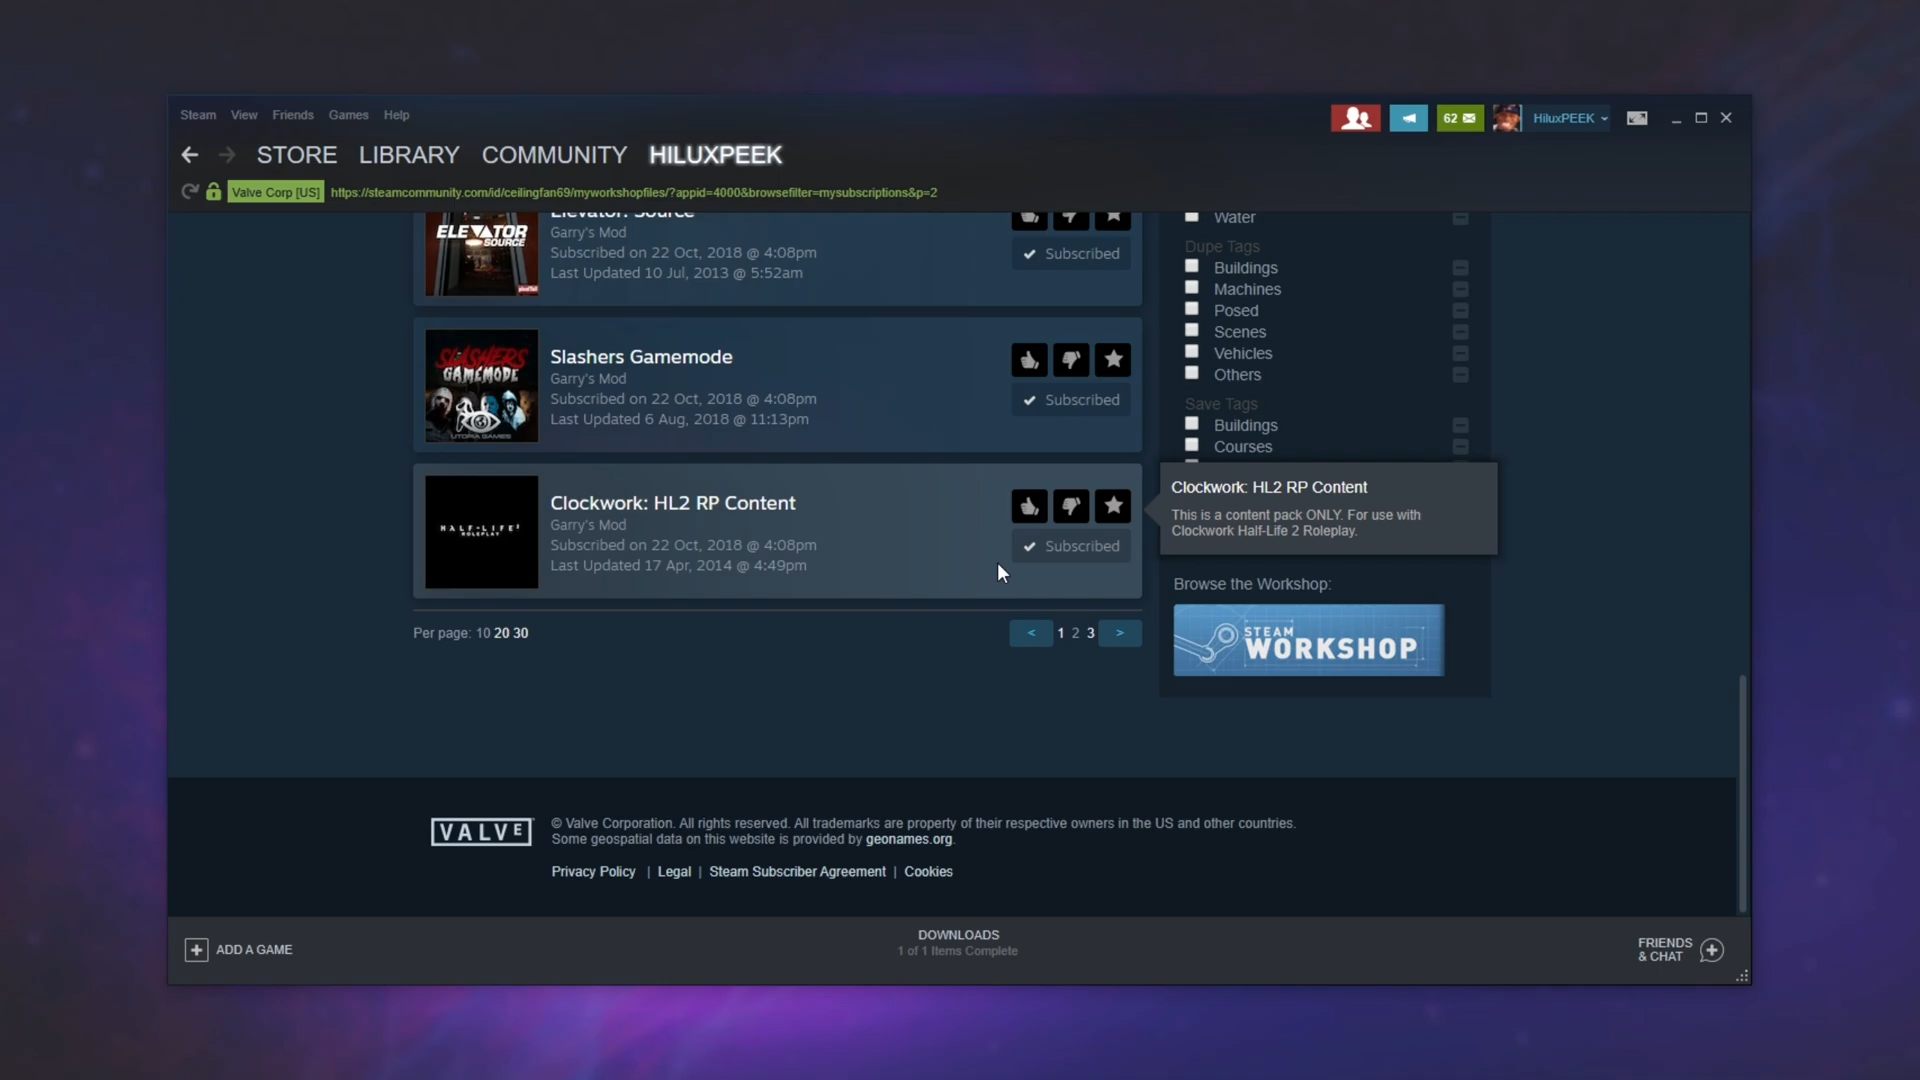 Steam View Friends Games Help
62
HiluxPEEK
STORE LIBRARY COMMUNITY HILUXPEEK
Valve Corp [US] https://steamcommunity.com/id/ceilingfan69/myworkshopfiles/?appid=4000&browsefilter=mysubscriptions&p=2
ELEVATOR
SOURCE
Elevator: Source
Garry's Mod
Subscribed on 22 Oct, 2018 @ 4:08pm
Last Updated 10 Jul, 2013 @ 5:52am
Subscribed
SLASHERS
GAMEMODE
UTOPIA GAMES
Slashers Gamemode
Garry's Mod
Subscribed on 22 Oct, 2018 @ 4:08pm
Last Updated 6 Aug, 2018 @ 11:13pm
Subscribed
HALF-LIFE²
ROLEPLAY
Clockwork: HL2 RP Content
Garry's Mod
Subscribed on 22 Oct, 2018 @ 4:08pm
Last Updated 17 Apr, 2014 @ 4:49pm
Subscribed
Per page: 10 20 30
< 1 2 3 >
Water
Dupe Tags
Buildings
Machines
Posed
Scenes
Vehicles
Others
Save Tags
Buildings
Courses
Clockwork: HL2 RP Content
This is a content pack ONLY. For use with
Clockwork Half-Life 2 Roleplay.
Browse the Workshop:
STEAM
WORKSHOP
VALVE
© Valve Corporation. All rights reserved. All trademarks are property of their respective owners in the US and other countries.
Some geospatial data on this website is provided by geonames.org.
Privacy Policy | Legal | Steam Subscriber Agreement | Cookies
ADD A GAME
DOWNLOADS
1 of 1 Items Complete
FRIENDS
& CHAT